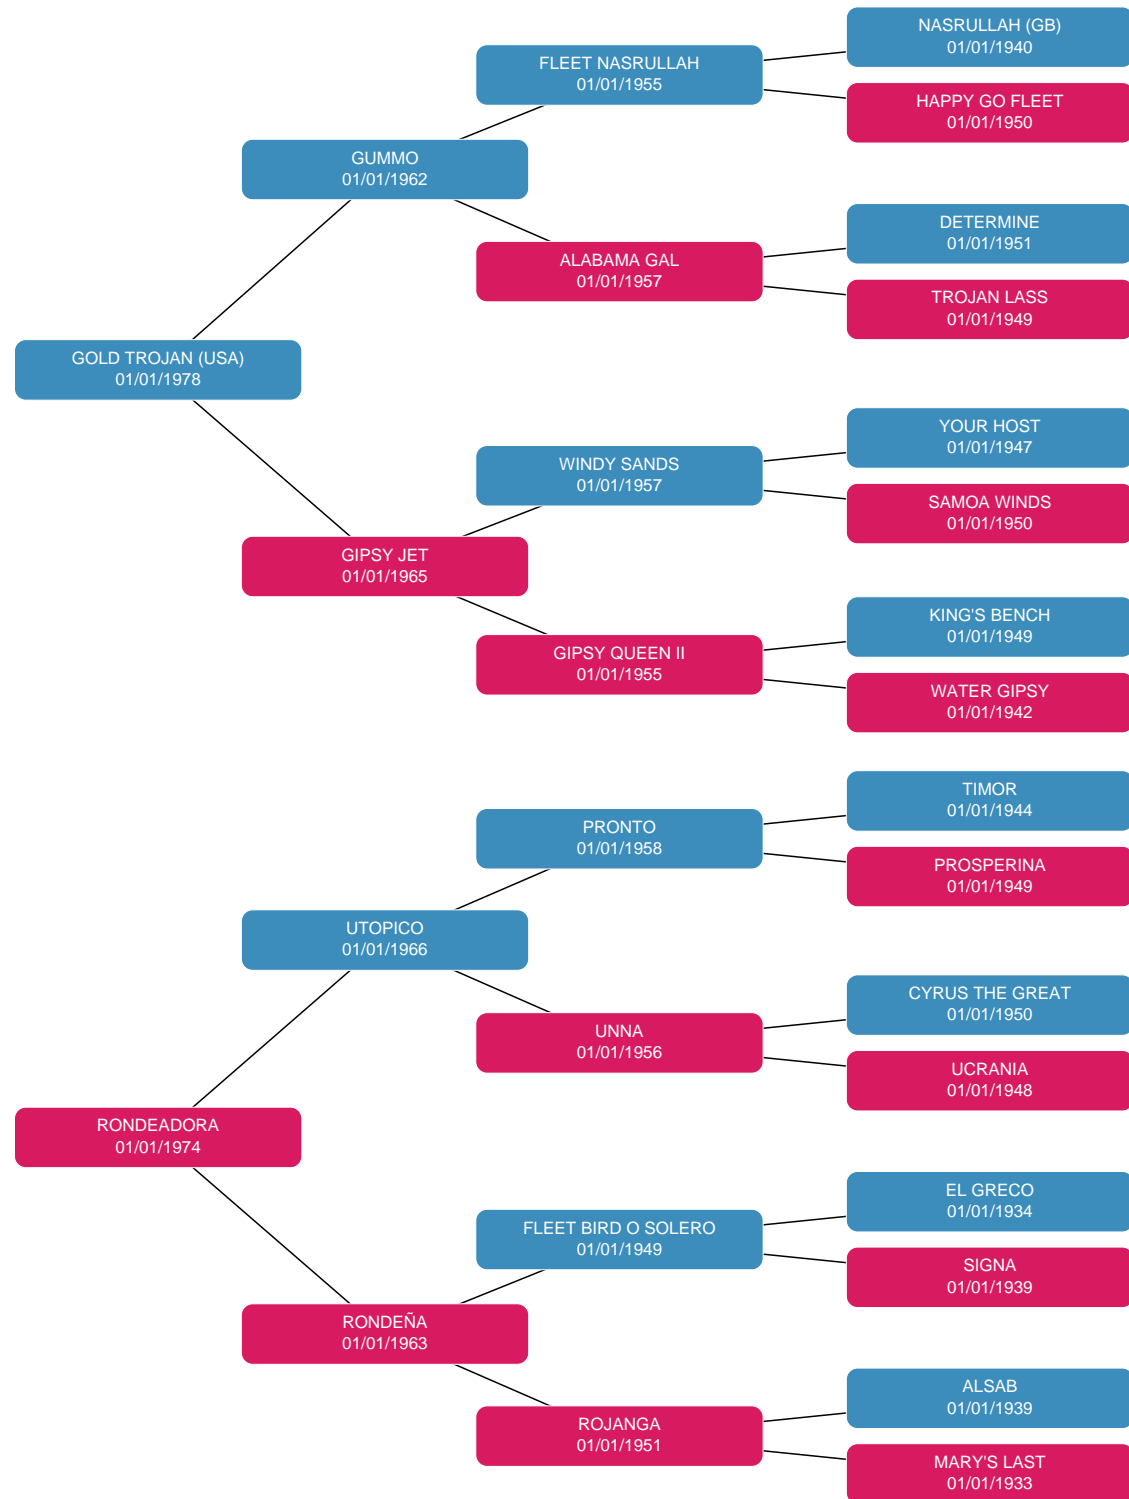 NASRULLAH (GB)
01/01/1940
FLEET NASRULLAH
01/01/1955
HAPPY GO FLEET
01/01/1950
GUMMO
01/01/1962
DETERMINE
01/01/1951
ALABAMA GAL
01/01/1957
TROJAN LASS
01/01/1949
GOLD TROJAN (USA)
01/01/1978
YOUR HOST
01/01/1947
WINDY SANDS
01/01/1957
SAMOA WINDS
01/01/1950
GIPSY JET
01/01/1965
KING'S BENCH
01/01/1949
GIPSY QUEEN II
01/01/1955
WATER GIPSY
01/01/1942
TIMOR
01/01/1944
PRONTO
01/01/1958
PROSPERINA
01/01/1949
UTOPICO
01/01/1966
CYRUS THE GREAT
01/01/1950
UNNA
01/01/1956
UCRANIA
01/01/1948
RONDEADORA
01/01/1974
EL GRECO
01/01/1934
FLEET BIRD O SOLERO
01/01/1949
SIGNA
01/01/1939
RONDEÑA
01/01/1963
ALSAB
01/01/1939
ROJANGA
01/01/1951
MARY'S LAST
01/01/1933